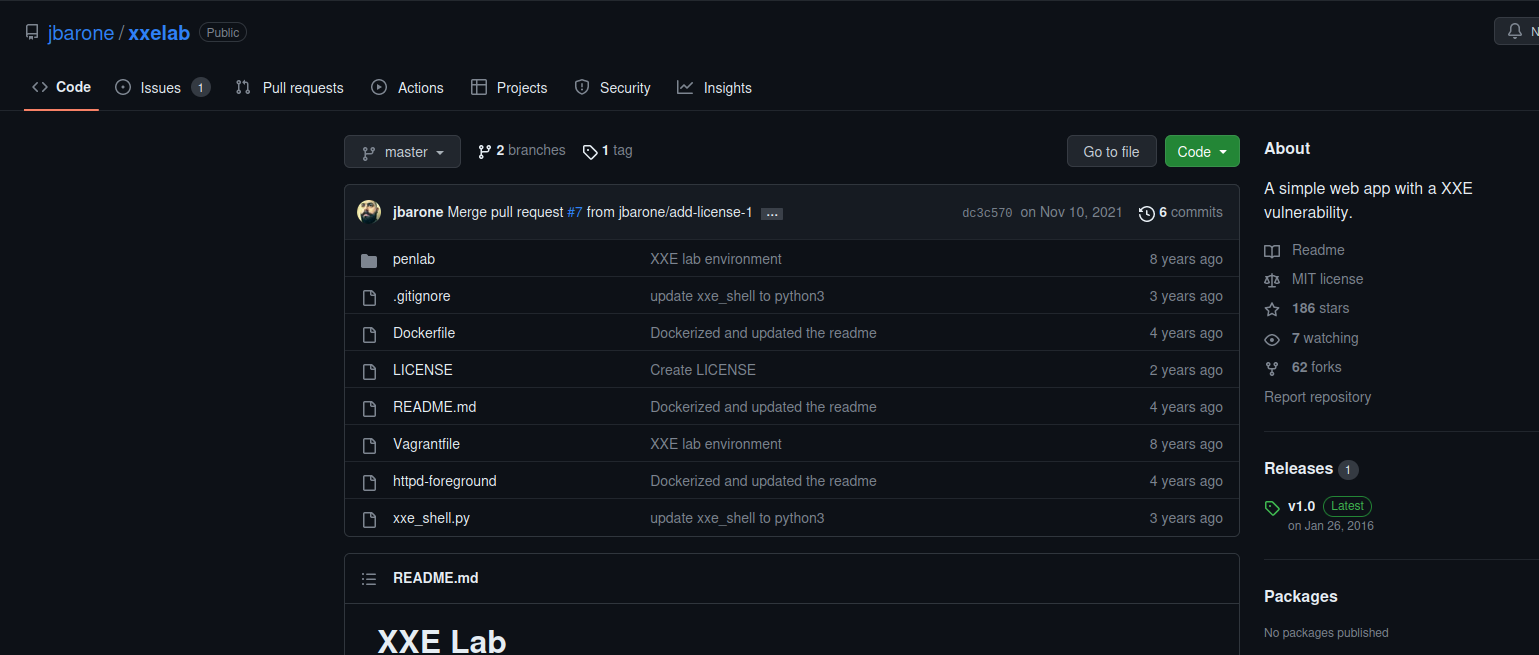 jbarone / xxelab Public
N
Code Issues 1 Pull requests Actions Projects Security Insights
master 2 branches 1 tag Go to file Code
jbarone Merge pull request #7 from jbarone/add-license-1 ... dc3c570 on Nov 10, 2021 6 commits
penlab XXE lab environment 8 years ago
.gitignore update xxe_shell to python3 3 years ago
Dockerfile Dockerized and updated the readme 4 years ago
LICENSE Create LICENSE 2 years ago
README.md Dockerized and updated the readme 4 years ago
Vagrantfile XXE lab environment 8 years ago
httpd-foreground Dockerized and updated the readme 4 years ago
xxe_shell.py update xxe_shell to python3 3 years ago
README.md
XXE Lab
About
A simple web app with a XXE
vulnerability.
Readme
MIT license
186 stars
7 watching
62 forks
Report repository
Releases 1
v1.0 Latest
on Jan 26, 2016
Packages
No packages published